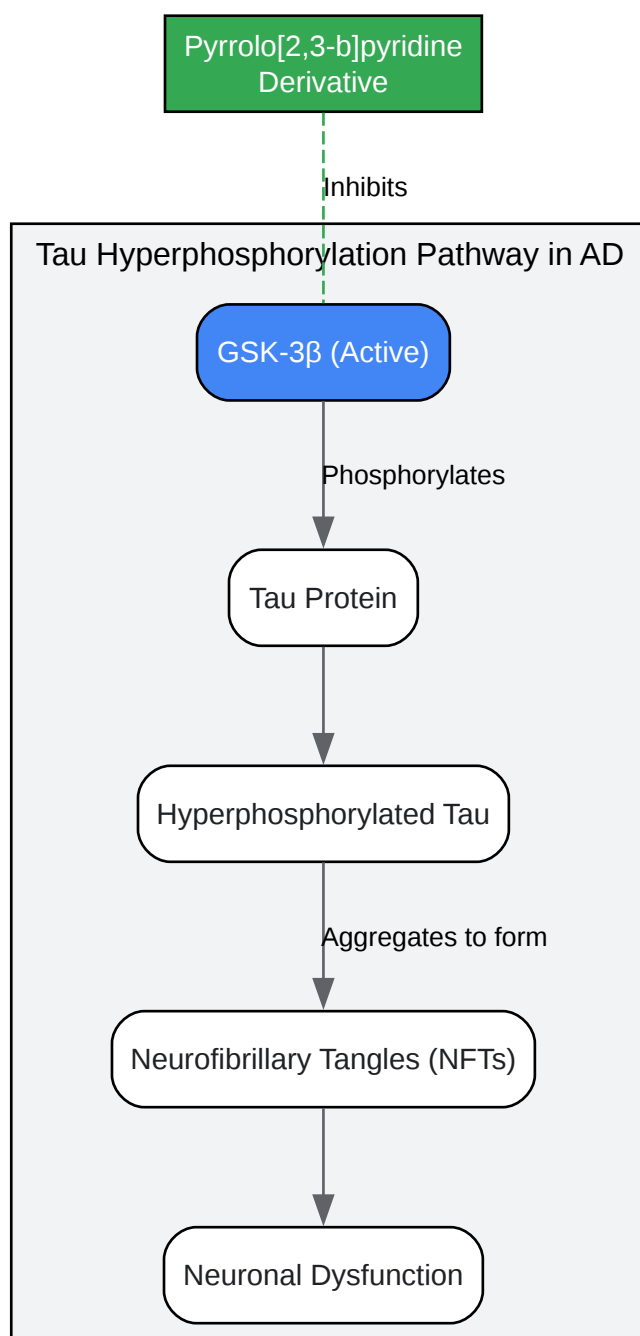 Pyrrolo[2,3-b]pyridine
Derivative
Inhibits
Tau Hyperphosphorylation Pathway in AD
GSK-3β (Active)
Phosphorylates
Tau Protein
Hyperphosphorylated Tau
Aggregates to form
Neurofibrillary Tangles (NFTs)
Neuronal Dysfunction